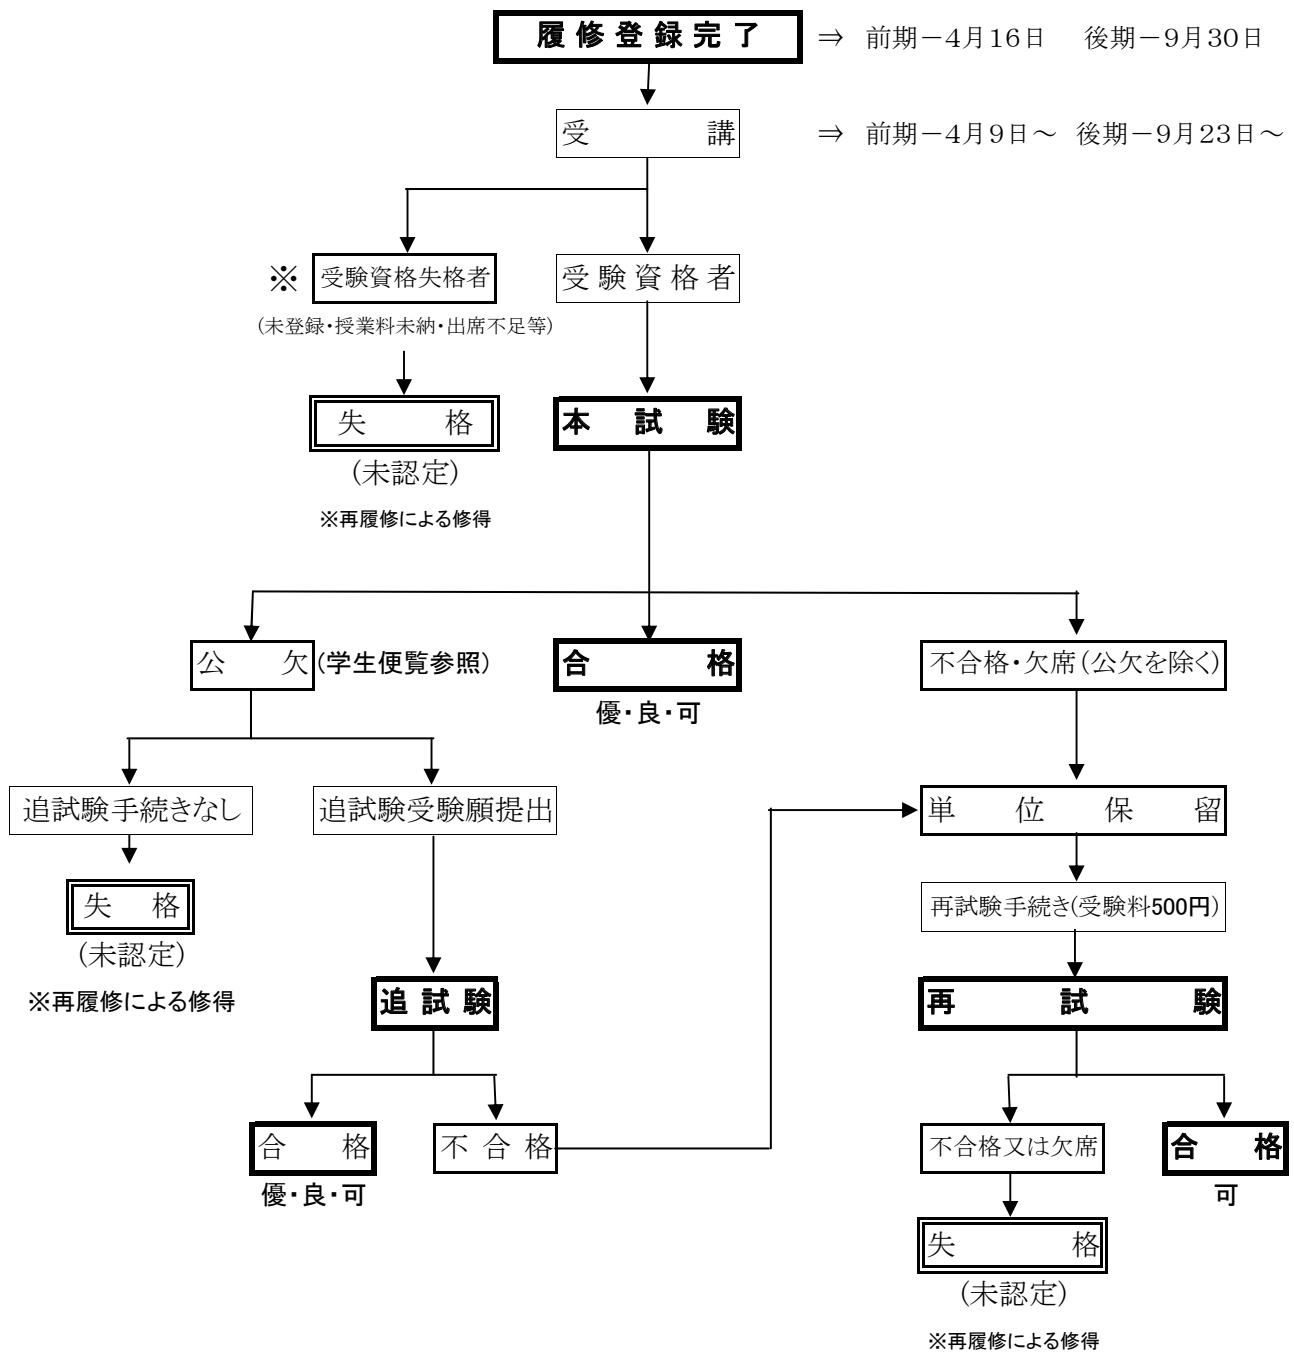 履修登録完了 ⇒ 前期－4月16日 後期－9月30日
受講 ⇒ 前期－4月9日～ 後期－9月23日～
※ 受験資格失格者 受験資格者
(未登録・授業料未納・出席不足等)
失格 本試験
(未認定)
※再履修による修得
公欠(学生便覧参照) 合格 不合格・欠席(公欠を除く)
優・良・可
追試験手続きなし 追試験受験願提出 単位保留
失格 再試験手続き(受験料500円)
(未認定)
※再履修による修得 追試験 再試験
合格 不合格 不合格又は欠席 合格
優・良・可 可
失格
(未認定)
※再履修による修得